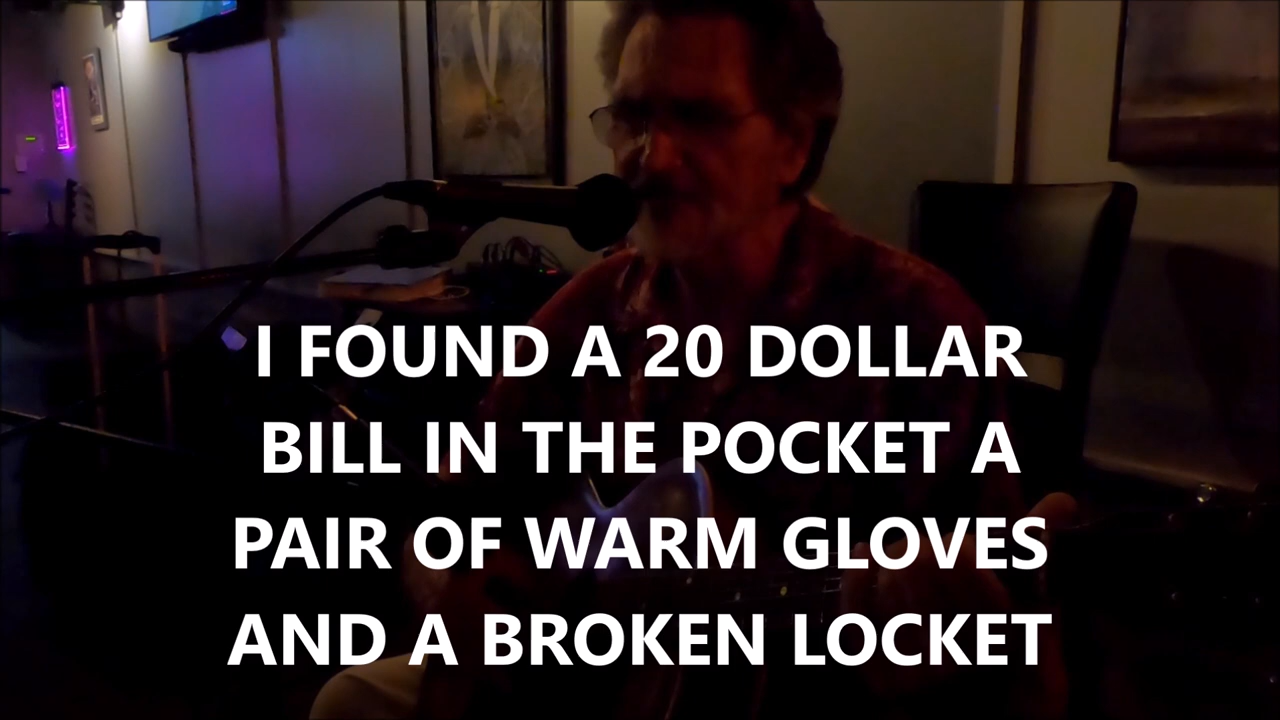 I FOUND A 20 DOLLAR
BILL IN THE POCKET A
PAIR OF WARM GLOVES
AND A BROKEN LOCKET